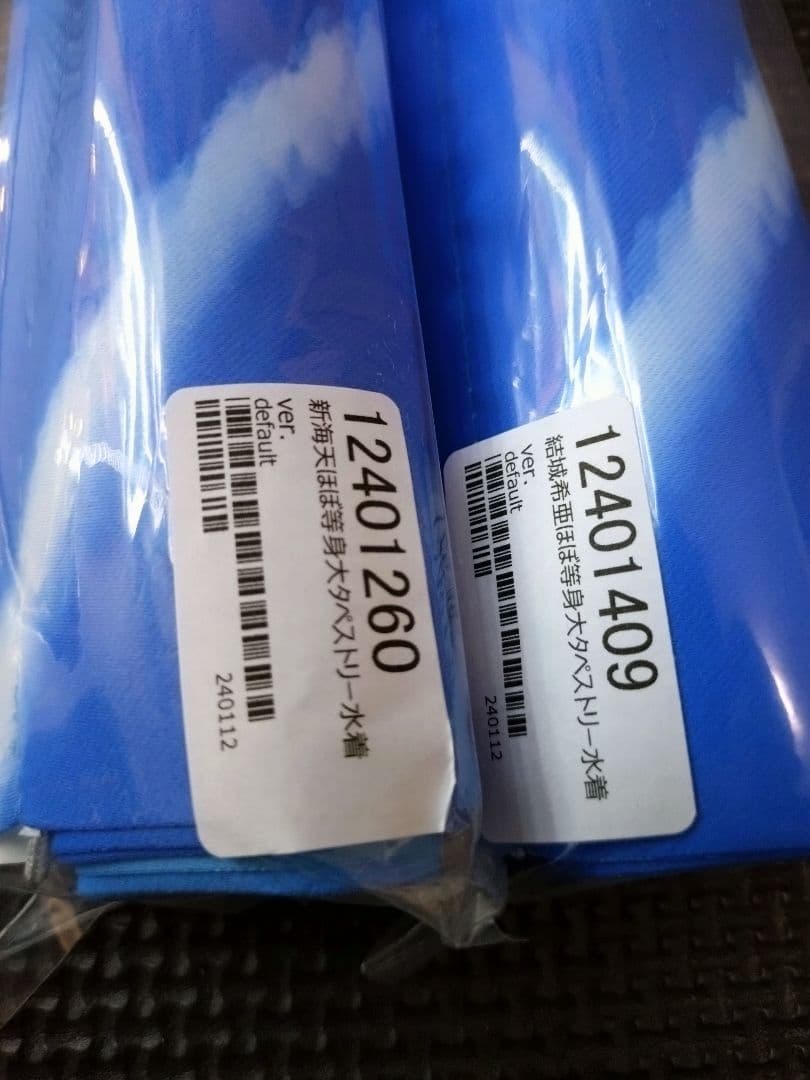 12401260
新海天ほぼ等身大タペストリー水着
ver.
default
240112
12401409
結城希亜ほぼ等身大タペストリー水着
ver.
default
240112